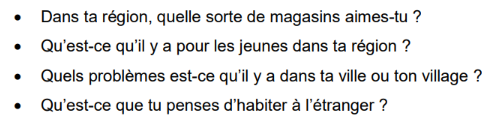 • Dans ta région, quelle sorte de magasins aimes-tu ?
• Qu'est-ce qu'il y a pour les jeunes dans ta région ?
• Quels problèmes est-ce qu'il y a dans ta ville ou ton village ?
• Qu'est-ce que tu penses d'habiter à l'étranger ?